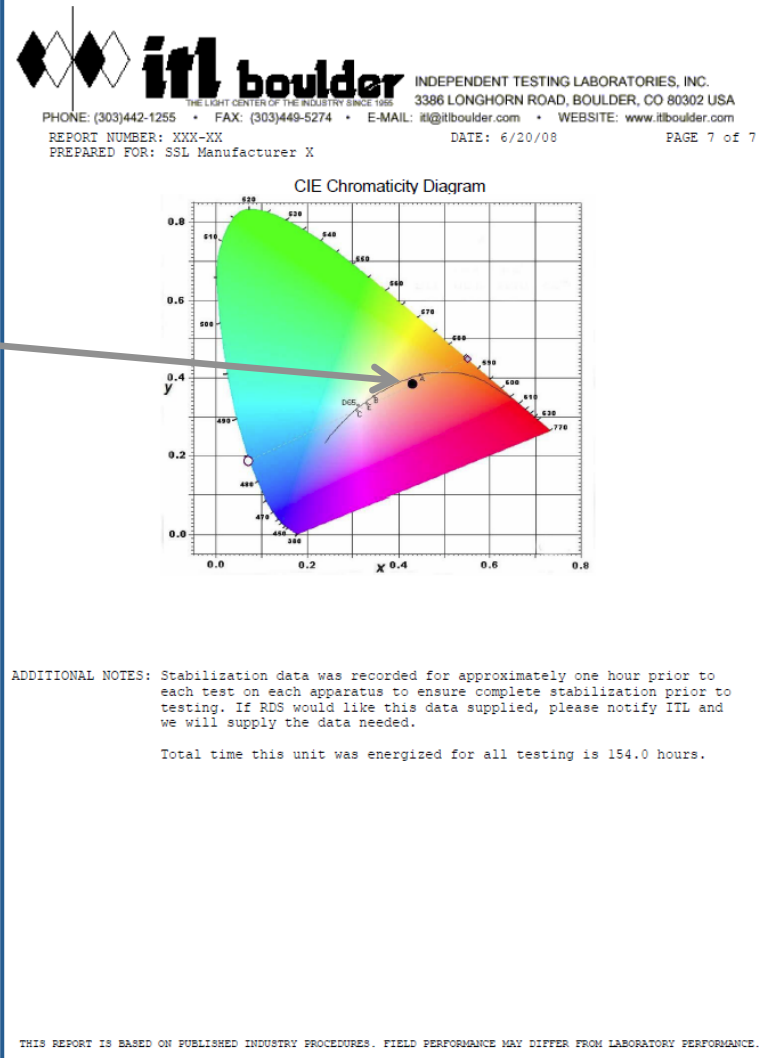 itl boulder
THE LIGHT CENTER OF THE INDUSTRY SINCE 1955
INDEPENDENT TESTING LABORATORIES, INC.
3386 LONGHORN ROAD, BOULDER, CO 80302 USA
PHONE: (303)442-1255 • FAX: (303)449-5274 • E-MAIL: itl@itlboulder.com • WEBSITE: www.itlboulder.com
REPORT NUMBER: XXX-XX DATE: 6/20/08 PAGE 7 of 7
PREPARED FOR: SSL Manufacturer X
CIE Chromaticity Diagram
520
0.8
530
510
540
550
0.6
560
570
500
580
590
0.4
A
600
y
D65
B
E
610
C
630
490
770
0.2
480
470
450
0.0
380
0.0 0.2 x 0.4 0.6 0.8
ADDITIONAL NOTES: Stabilization data was recorded for approximately one hour prior to
each test on each apparatus to ensure complete stabilization prior to
testing. If RDS would like this data supplied, please notify ITL and
we will supply the data needed.
Total time this unit was energized for all testing is 154.0 hours.
THIS REPORT IS BASED ON PUBLISHED INDUSTRY PROCEDURES. FIELD PERFORMANCE MAY DIFFER FROM LABORATORY PERFORMANCE.